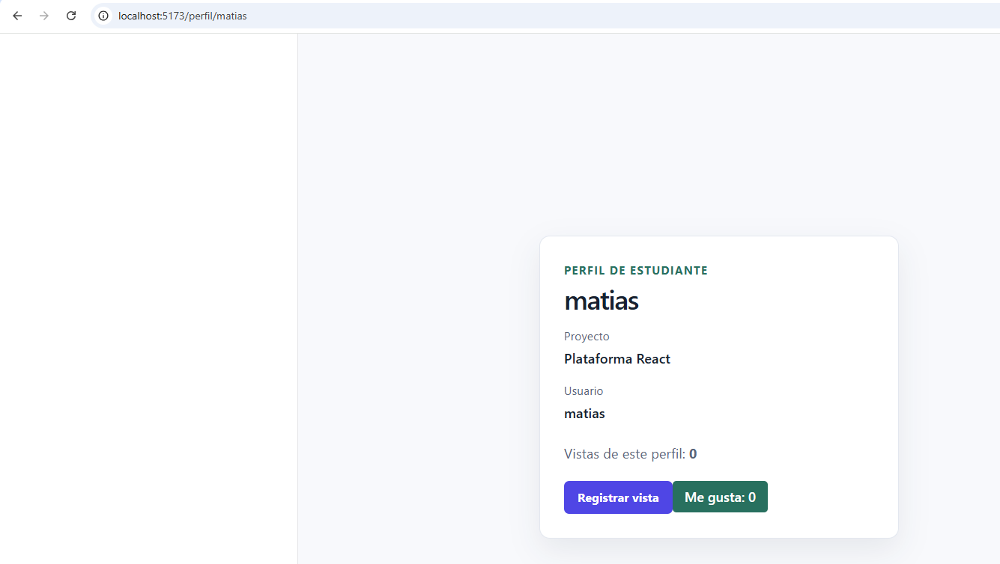 localhost:5173/perfil/matias
PERFIL DE ESTUDIANTE
matias
Proyecto
Plataforma React
Usuario
matias
Vistas de este perfil: 0
Registrar vista
Me gusta: 0